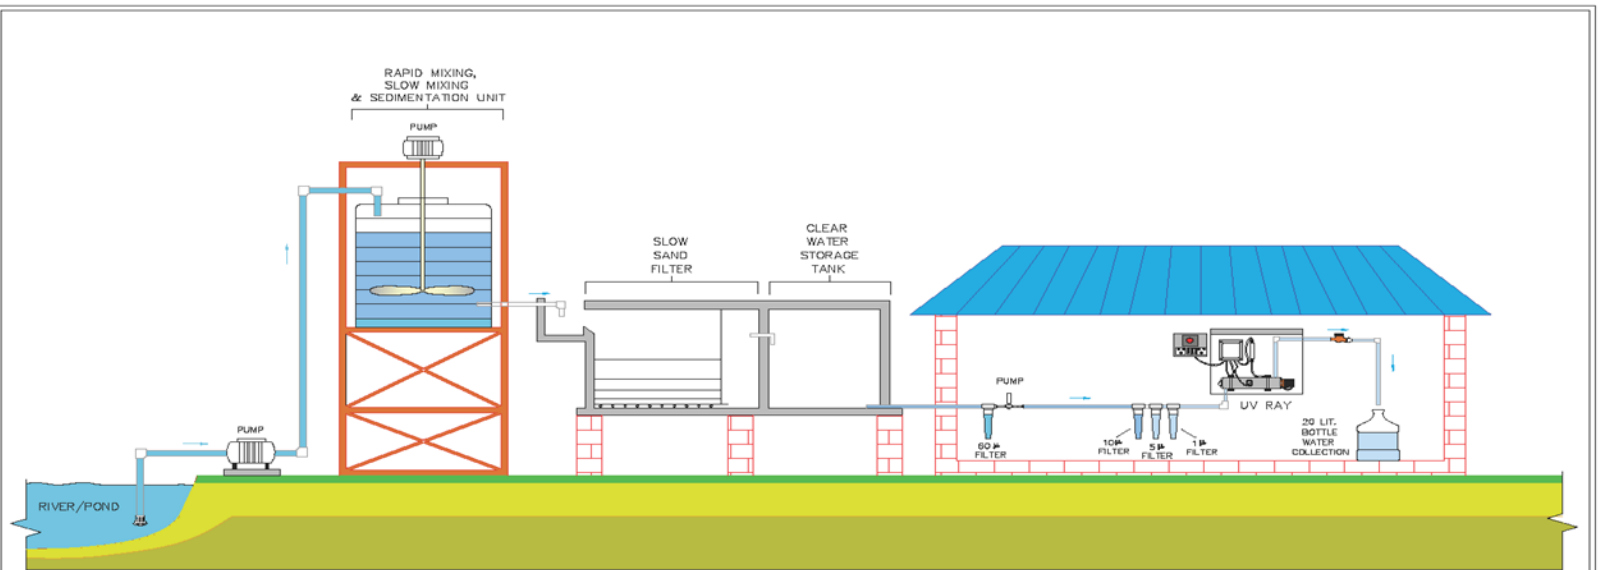 RAPID MIXING,
SLOW MIXING
& SEDIMENTATION UNIT
PUMP
SLOW
SAND
FILTER
CLEAR
WATER
STORAGE
TANK
PUMP
RIVER/POND
PUMP
60 µ
FILTER
10µ
FILTER
5 µ
FILTER
1 µ
FILTER
UV RAY
20 LIT.
BOTTLE
WATER
COLLECTION